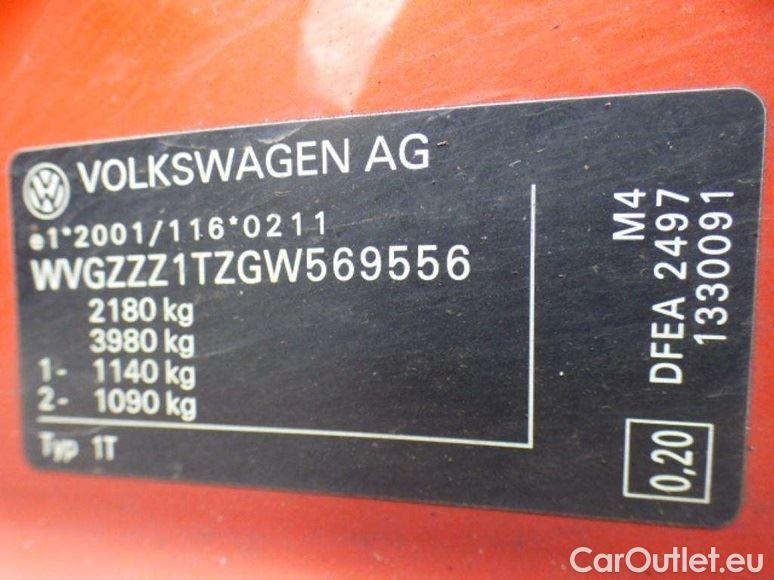 VOLKSWAGEN AG
e1*2001/116*0211
WVGZZZ1TZGW569556
2180 kg
3980 kg
1- 1140 kg
2- 1090 kg
Typ 1T
M4
DFEA 2497
1330091
0,20
CarOutlet.eu